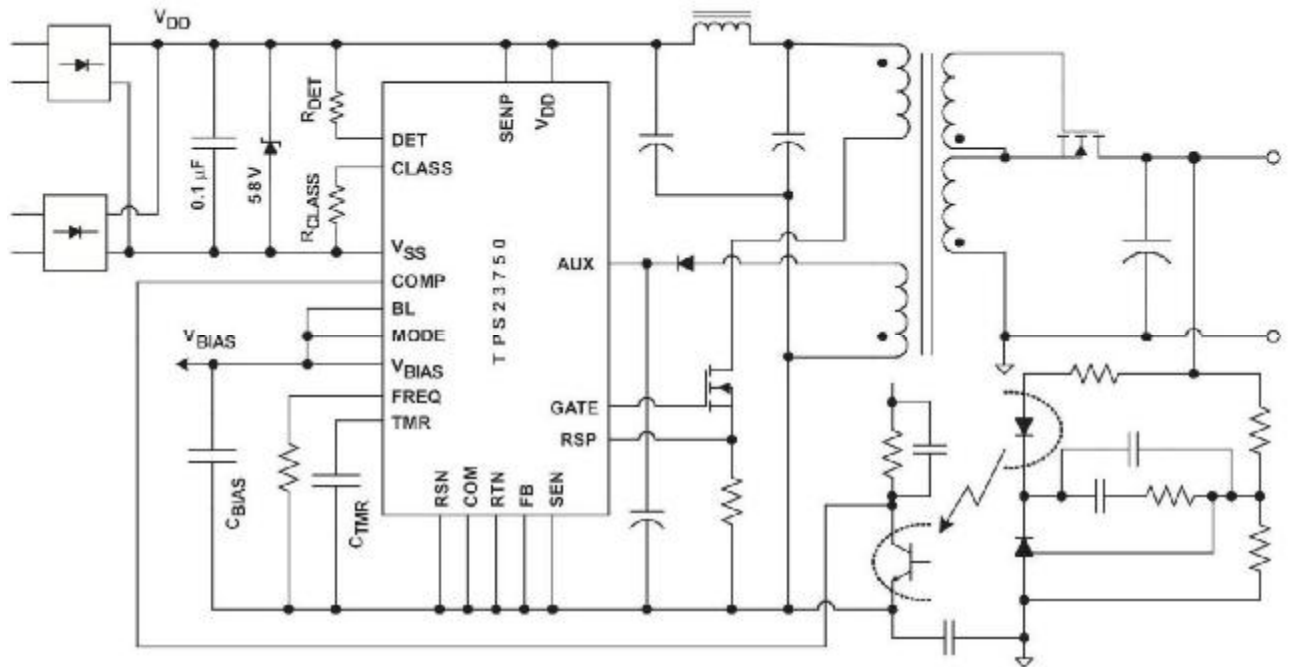 VDD
RDET
SENP
VDD
DET
CLASS
0.1 µF
58V
RCLASS
VSS
AUX
COMP
TPS23750
BL
MODE
VBIAS
VBIAS
FREQ
GATE
TMR
RSP
CBIAS
CTMR
RSN
COM
RTN
FB
SEN